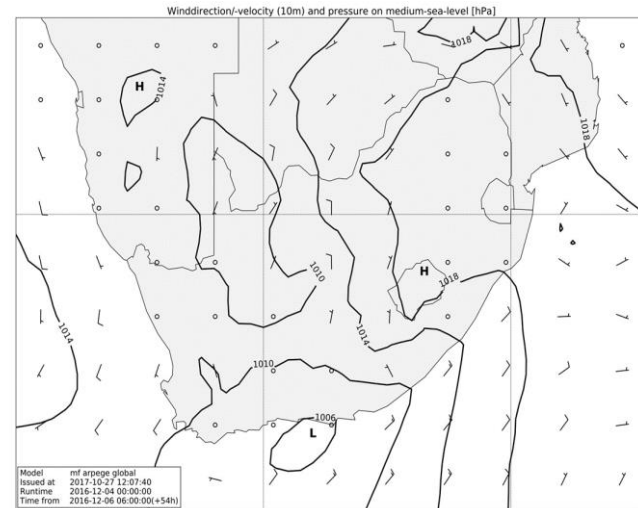 Winddirection/-velocity (10m) and pressure on medium-sea-level [hPa]
1018
1014
H
1018
1010
H
1018
1014
1014
1010
1006
L
Model mf arpege global
Issued at 2017-10-27 12:07:40
Runtime 2016-12-04 00:00:00
Time from 2016-12-06 06:00:00(+54h)